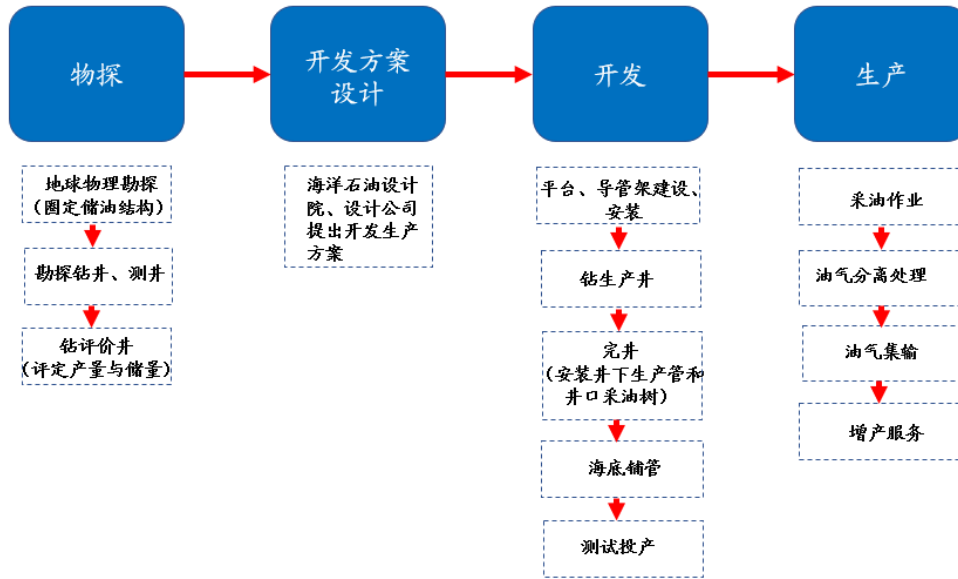 物探
开发方案
设计
开发
生产
地球物理勘探
（圈定储油结构）
勘探钻井、测井
钻评价井
（评定产量与储量）
海洋石油设计
院、设计公司
提出开发生产
方案
平台、导管架建设、
安装
钻生产井
完井
（安装井下生产管和
井口采油树）
海底铺管
测试投产
采油作业
油气分离处理
油气集输
增产服务